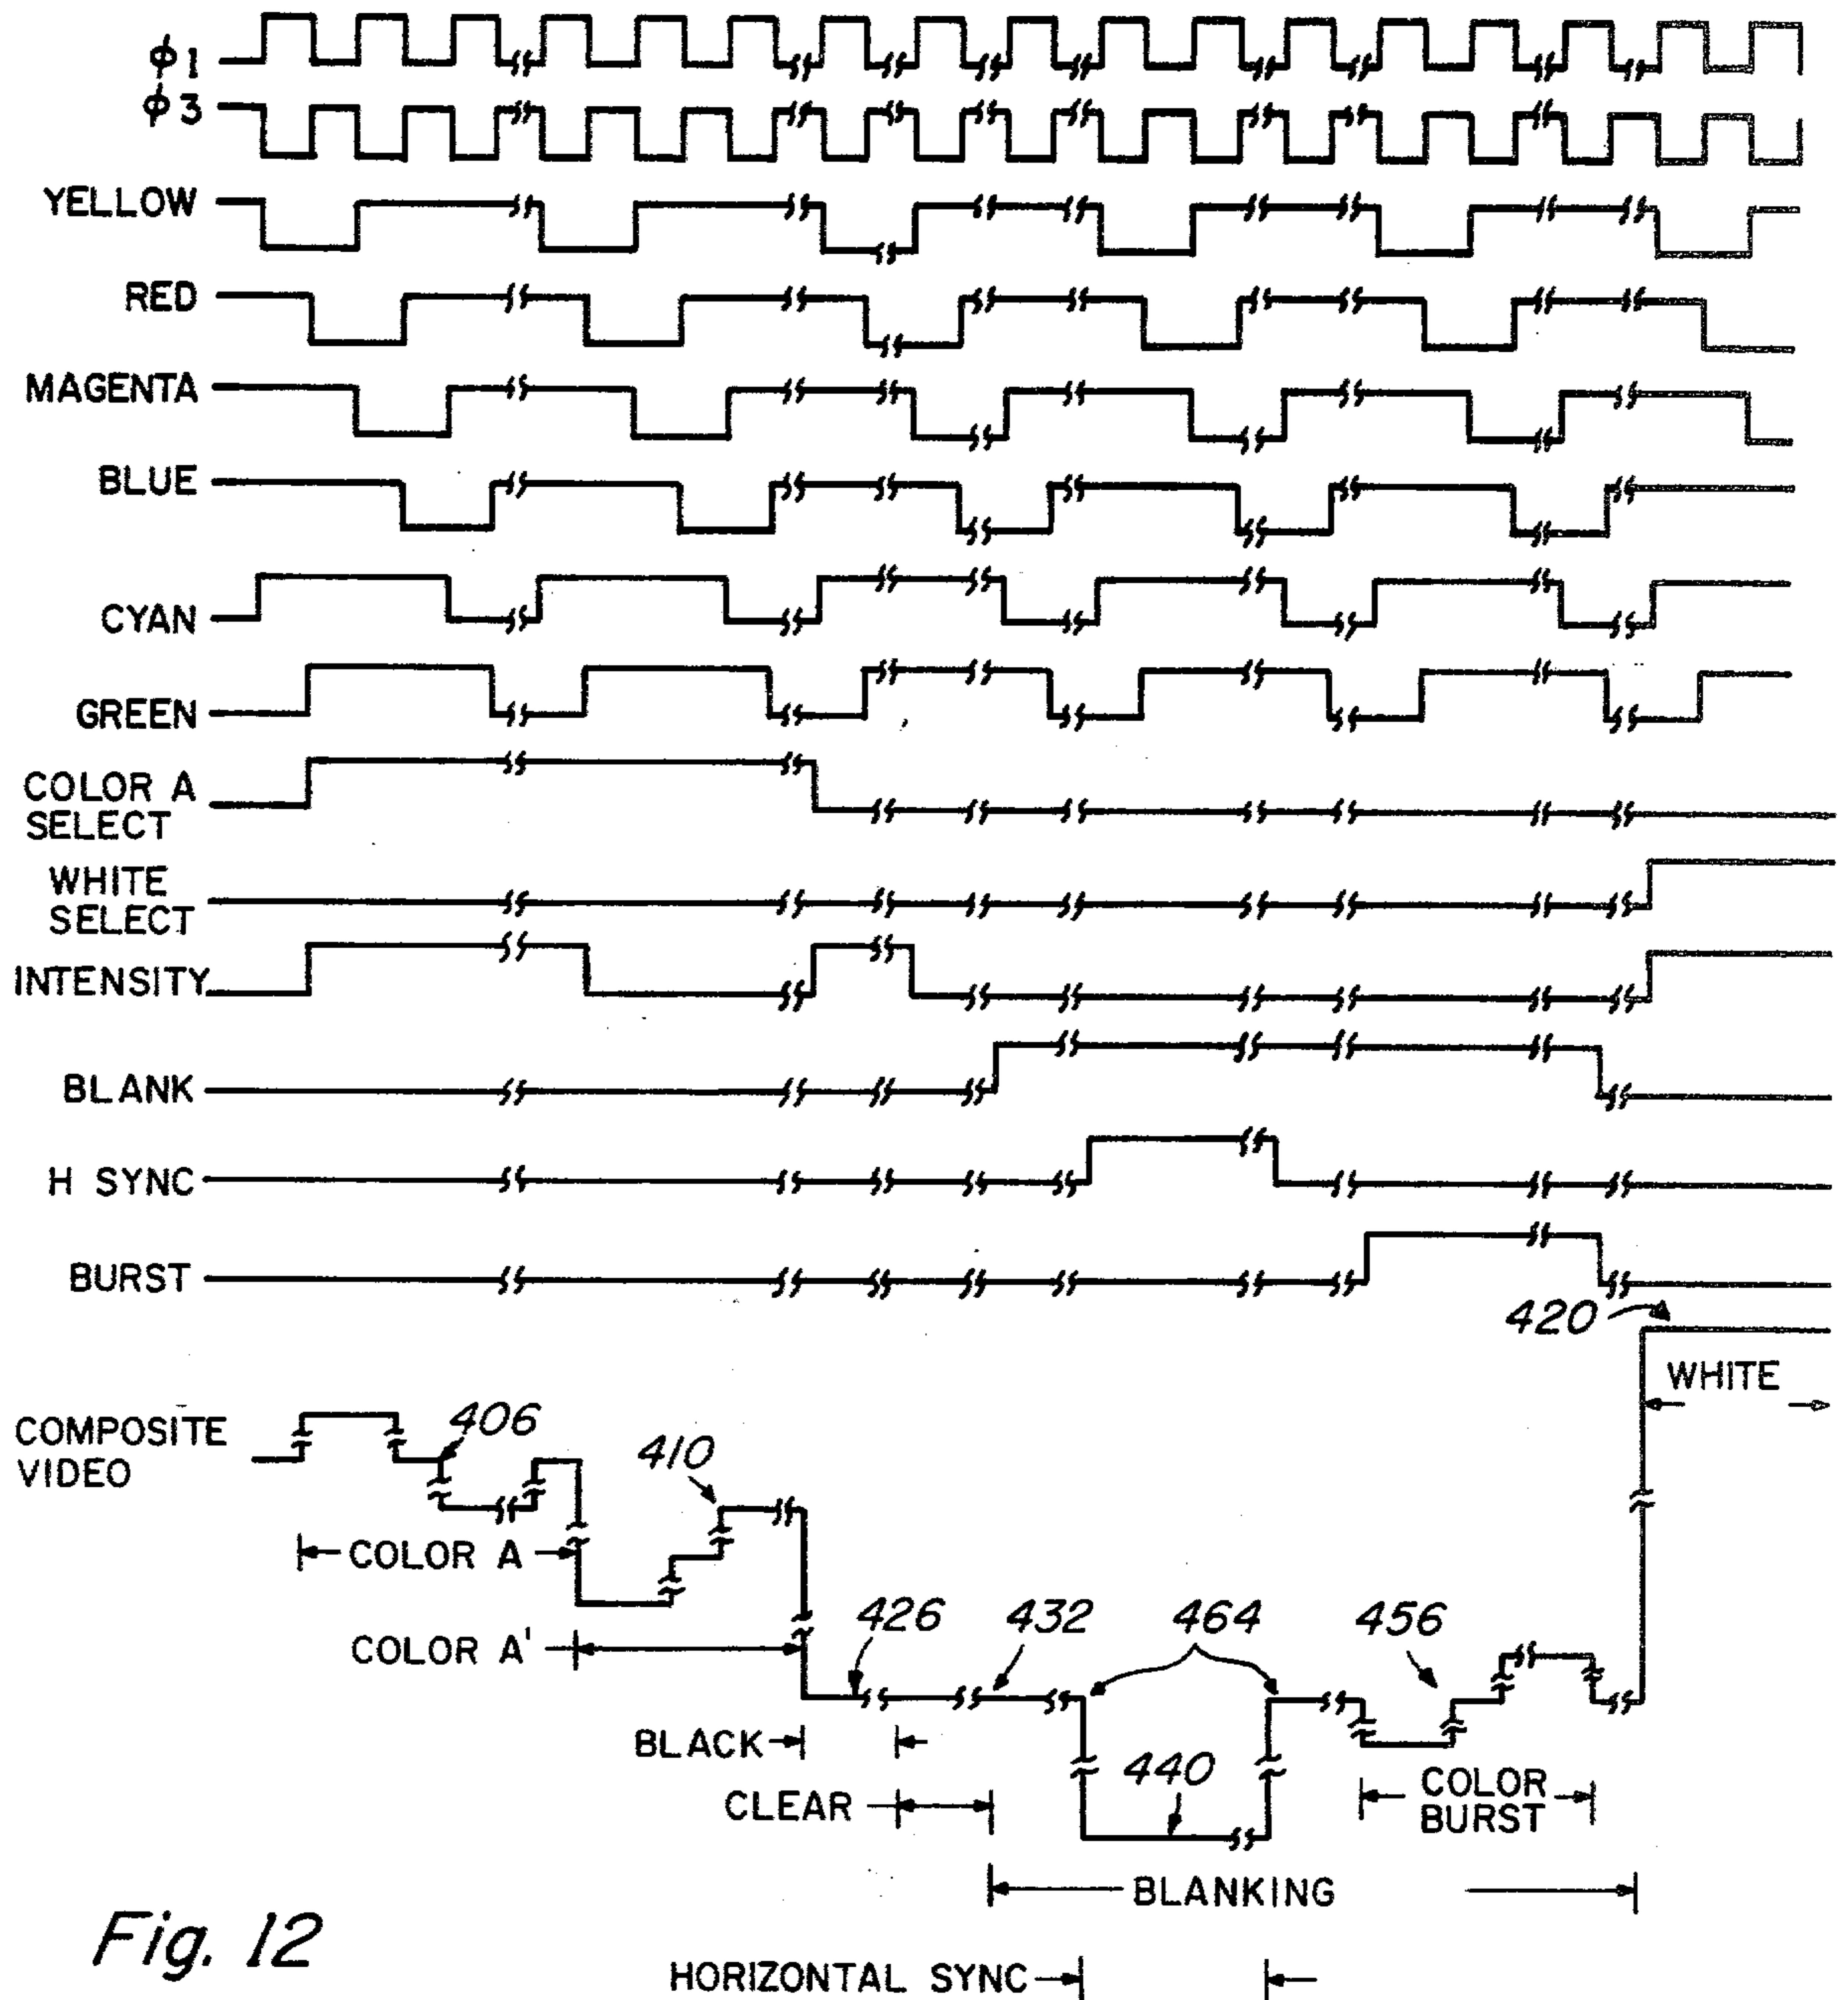 ϕ1
ϕ3
YELLOW
RED
MAGENTA
BLUE
CYAN
GREEN
COLOR A
SELECT
WHITE
SELECT
INTENSITY
BLANK
H SYNC
BURST
420
WHITE
COMPOSITE
VIDEO
406
410
COLOR A
COLOR A'
426
432
464
456
BLACK
440
CLEAR
COLOR
BURST
BLANKING
Fig. 12
HORIZONTAL SYNC